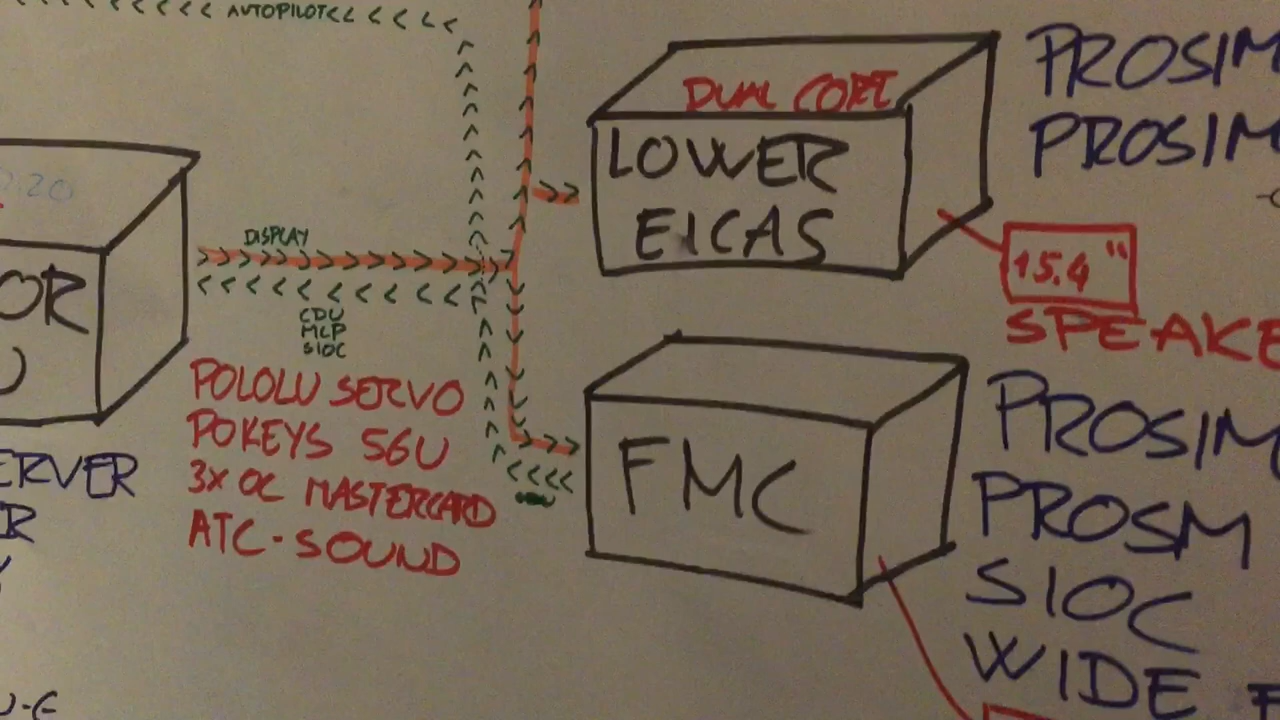 AUTOPILOT
PROSIM
PROSIM
DUAL CORE
LOWER
EICAS
15.4"
SPEAKE
DISPLAY
CDU
MCP
SIOC
OR
U
POLOLU SERVO
POKEYS 56U
3X OC MASTERCARD
ATC-SOUND
ERVER
ER
FMC
PROSIM
PROSM
SIOC
WIDE F
U-E